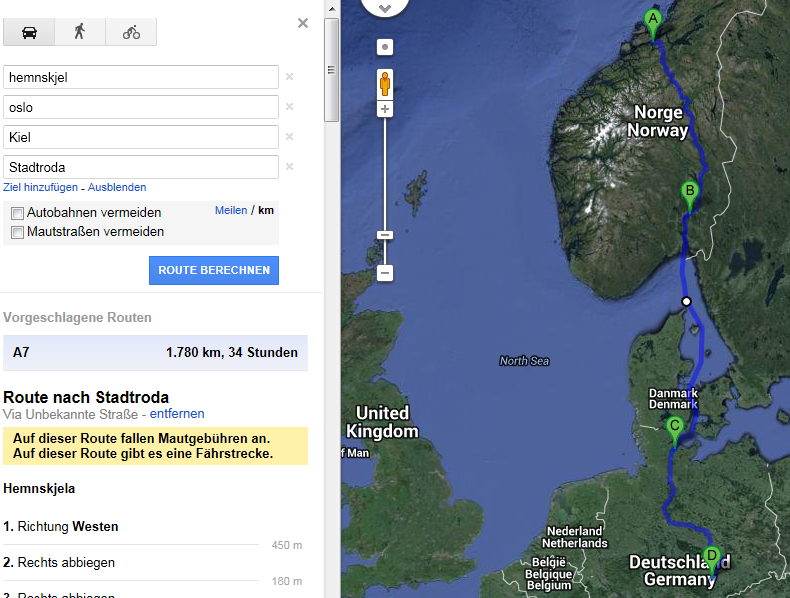 hemnskjel
oslo
Kiel
Stadtroda
Ziel hinzufügen - Ausblenden
Autobahnen vermeiden
Meilen / km
Mautstraßen vermeiden
ROUTE BERECHNEN
Vorgeschlagene Routen
A7 1.780 km, 34 Stunden
Route nach Stadtroda
Via Unbekannte Straße - entfernen
Auf dieser Route fallen Mautgebühren an.
Auf dieser Route gibt es eine Fährstrecke.
Hemnskjela
1. Richtung Westen
450 m
2. Rechts abbiegen
160 m
3. Rechts abbiegen
A
Norge
Norway
B
North Sea
Danmark
Denmark
United
Kingdom
C
f Man
Nederland
Netherlands
België
Belgique
Belgium
D
Deutschland
Germany